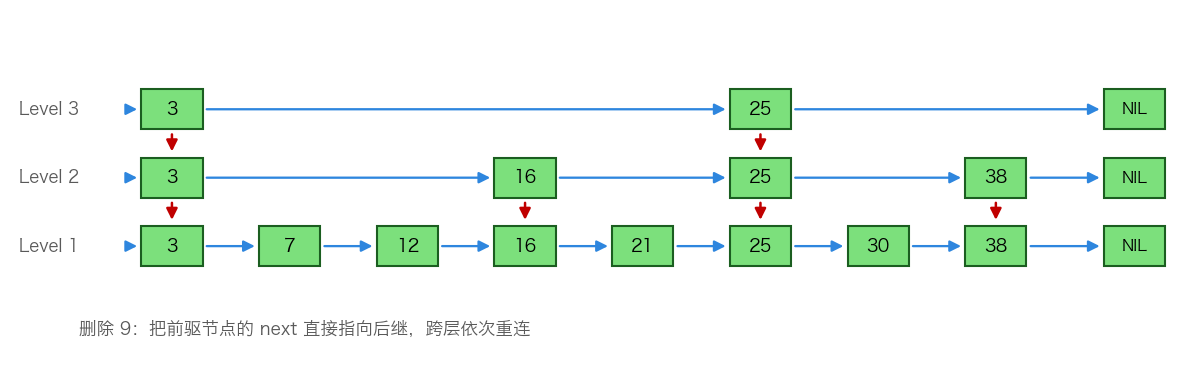 Level 3 3 25 NIL
Level 2 3 16 25 38 NIL
Level 1 3 7 12 16 21 25 30 38 NIL
删除 9：把前驱节点的 next 直接指向后继，跨层依次重连